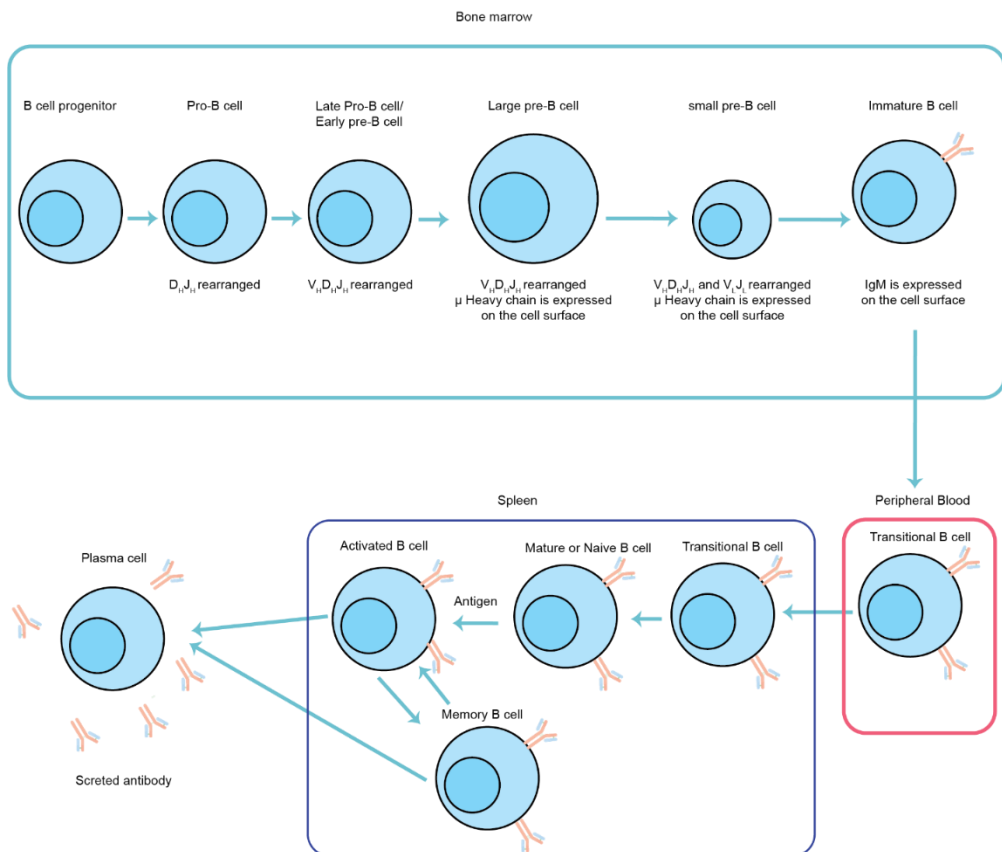 Bone marrow
B cell progenitor
Pro-B cell
Late Pro-B cell/
Early pre-B cell
Large pre-B cell
small pre-B cell
Immature B cell
DHJH rearranged
VHDHJH rearranged
VHDHJH rearranged
μ Heavy chain is expressed
on the cell surface
VHDHJH and VLJL rearranged
μ Heavy chain is expressed
on the cell surface
IgM is expressed
on the cell surface
Spleen
Peripheral Blood
Plasma cell
Activated B cell
Mature or Naive B cell
Transitional B cell
Transitional B cell
Antigen
Memory B cell
Screted antibody